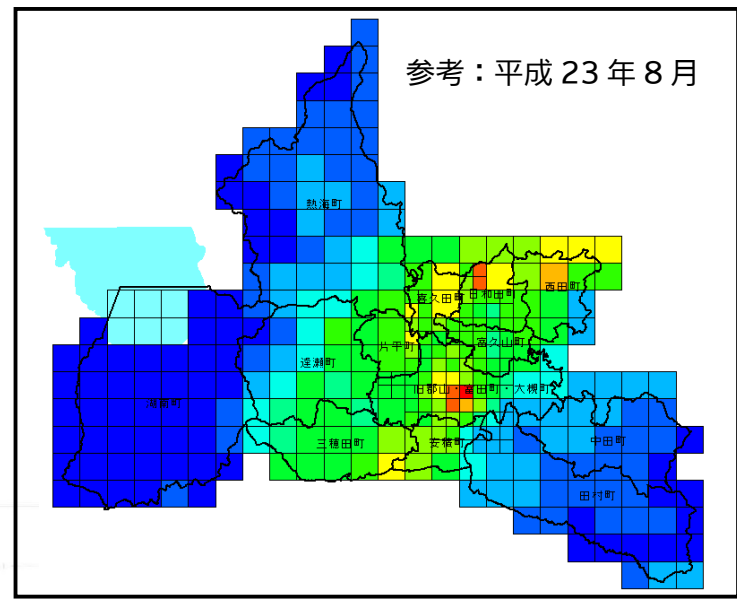 参考：平成 23 年 8 月
熱海町
西田町
喜久田町
日和田町
富久山町
片平町
逢瀬町
旧郡山・富田町・大槻町
湖南町
三穂田町
安積町
中田町
田村町